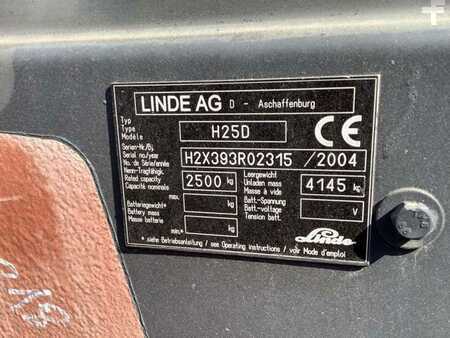 LINDE AG D - Aschaffenburg
Typ
Type
Modèle
H25D
CE
Serien-Nr./Bj.
Serial no./year
No. de Série/année
H2X393R02315 / 2004
Nenn-Tragfähigk.
Rated capacity
Capacité nominale
2500 kg
Leergewicht
Unladen mass
Masse à vide
4145 kg
Batteriegewicht*
Battery mass
Masse batterie
max.
kg
min.*
kg
Batt.-Spannung
Batt.-voltage
Tension batt.
V
* siehe Betriebsanleitung / see Operating instructions / voir Mode d'emploi
Linde